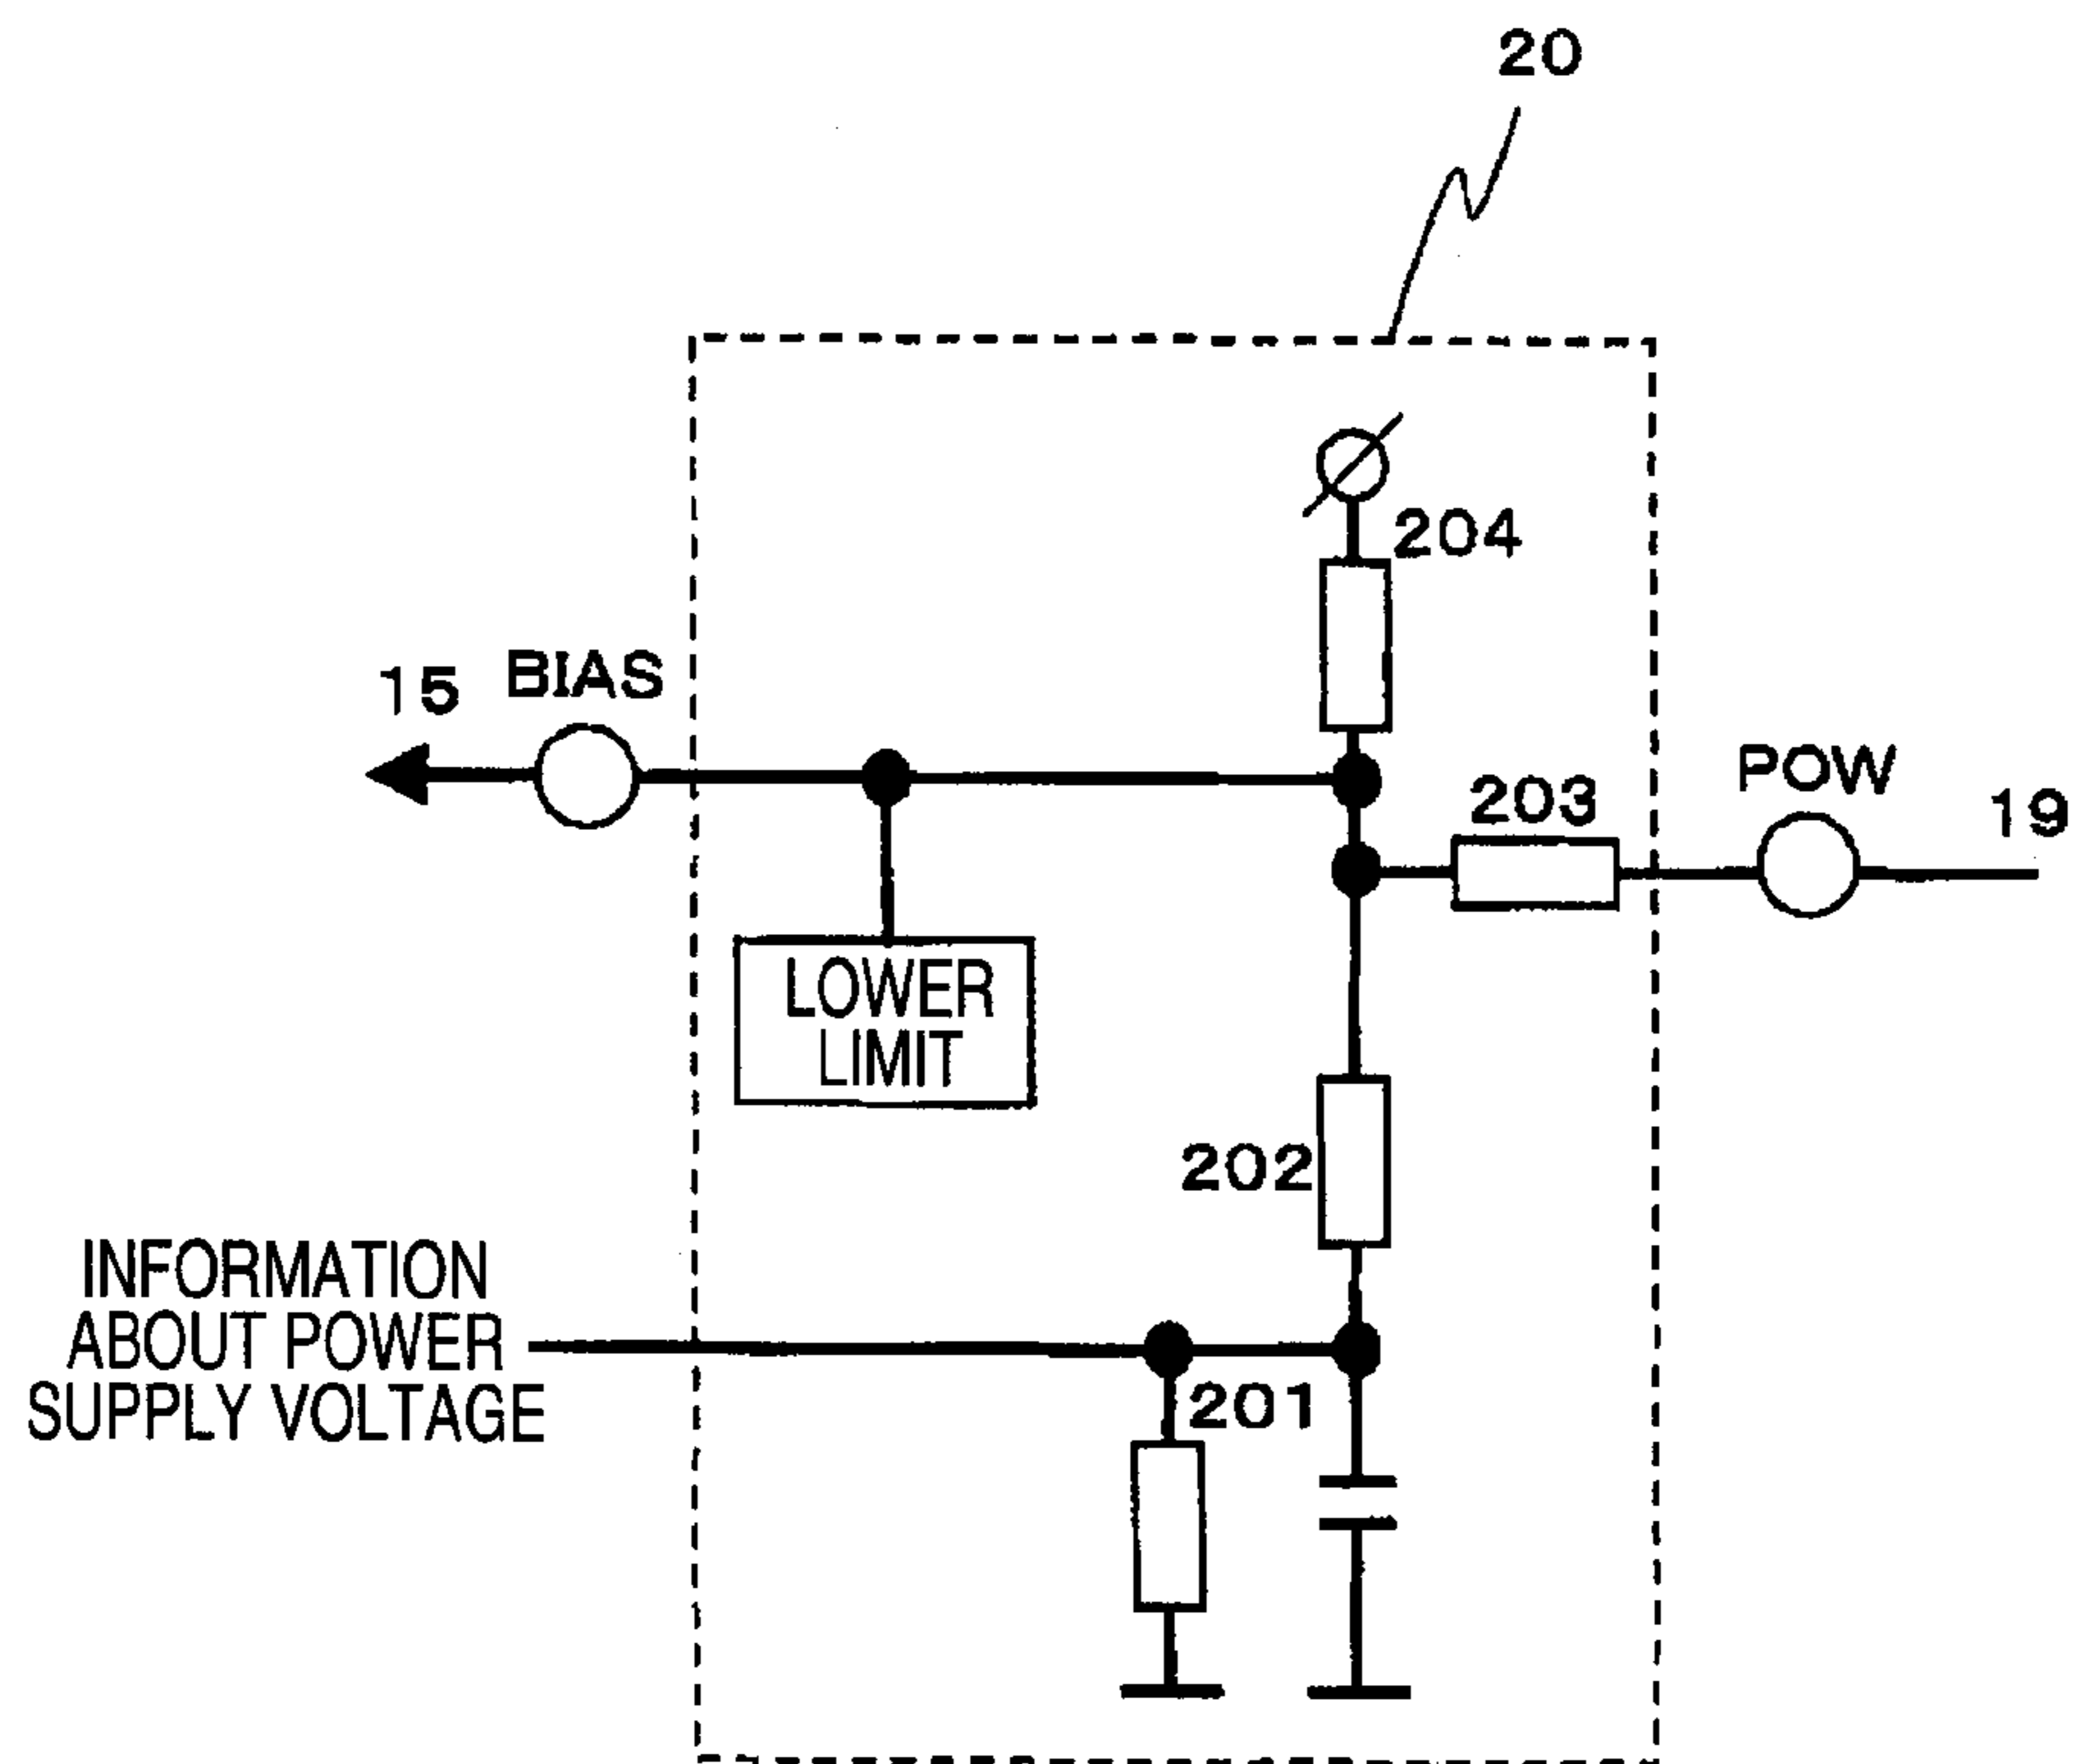 20
204
15 BIAS
POW
203
19
LOWER
LIMIT
202
INFORMATION
ABOUT POWER
SUPPLY VOLTAGE
201